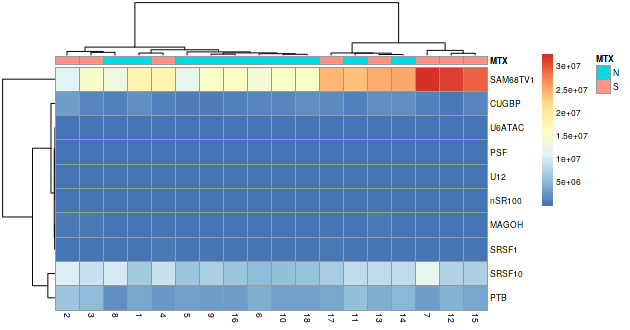 MTX
MTX
N
S
SAM68TV1
CUGBP
U6ATAC
PSF
U12
nSR100
MAGOH
SRSF1
SRSF10
PTB
3e+07
2.5e+07
2e+07
1.5e+07
1e+07
5e+06
2 3 8 1 4 5 9 16 6 10 18 17 11 13 14 7 12 15